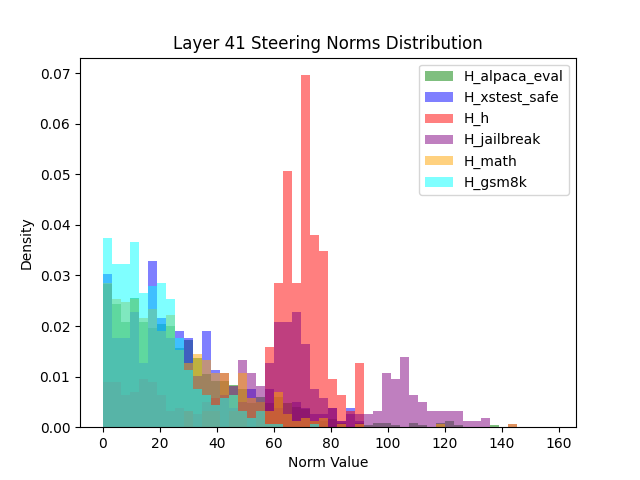 Layer 41 Steering Norms Distribution
Density
0.07
0.06
0.05
0.04
0.03
0.02
0.01
0.00
H_alpaca_eval
H_xstest_safe
H_h
H_jailbreak
H_math
H_gsm8k
0 20 40 60 80 100 120 140 160
Norm Value